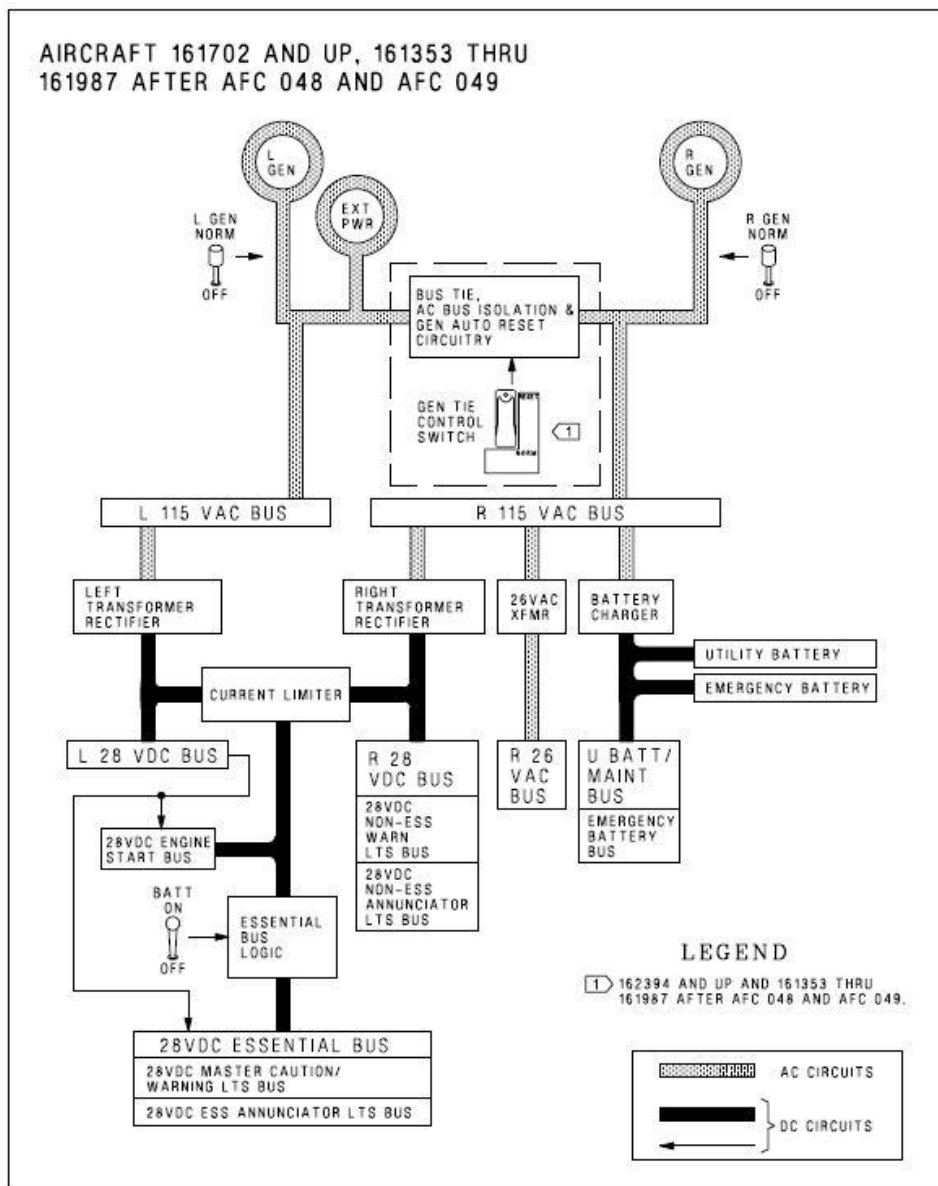 AIRCRAFT 161702 AND UP, 161353 THRU
161987 AFTER AFC 048 AND AFC 049
L
GEN
R
GEN
EXT
PWR
L GEN
NORM
OFF
R GEN
NORM
OFF
BUS TIE,
AC BUS ISOLATION &
GEN AUTO RESET
CIRCUITRY
GEN TIE
CONTROL
SWITCH
RESET
NORM
1
L 115 VAC BUS
R 115 VAC BUS
LEFT
TRANSFORMER
RECTIFIER
RIGHT
TRANSFORMER
RECTIFIER
26VAC
XFMR
BATTERY
CHARGER
UTILITY BATTERY
EMERGENCY BATTERY
CURRENT LIMITER
L 28 VDC BUS
R 28
VDC BUS
28VDC
NON-ESS
WARN
LTS BUS
28VDC
NON-ESS
ANNUNCIATOR
LTS BUS
R 26
VAC
BUS
U BATT/
MAINT
BUS
EMERGENCY
BATTERY
BUS
28VDC ENGINE
START BUS
BATT
ON
OFF
ESSENTIAL
BUS
LOGIC
28VDC ESSENTIAL BUS
28VDC MASTER CAUTION/
WARNING LTS BUS
28VDC ESS ANNUNCIATOR LTS BUS
LEGEND
1 162394 AND UP AND 161353 THRU
161987 AFTER AFC 048 AND AFC 049.
AC CIRCUITS
DC CIRCUITS